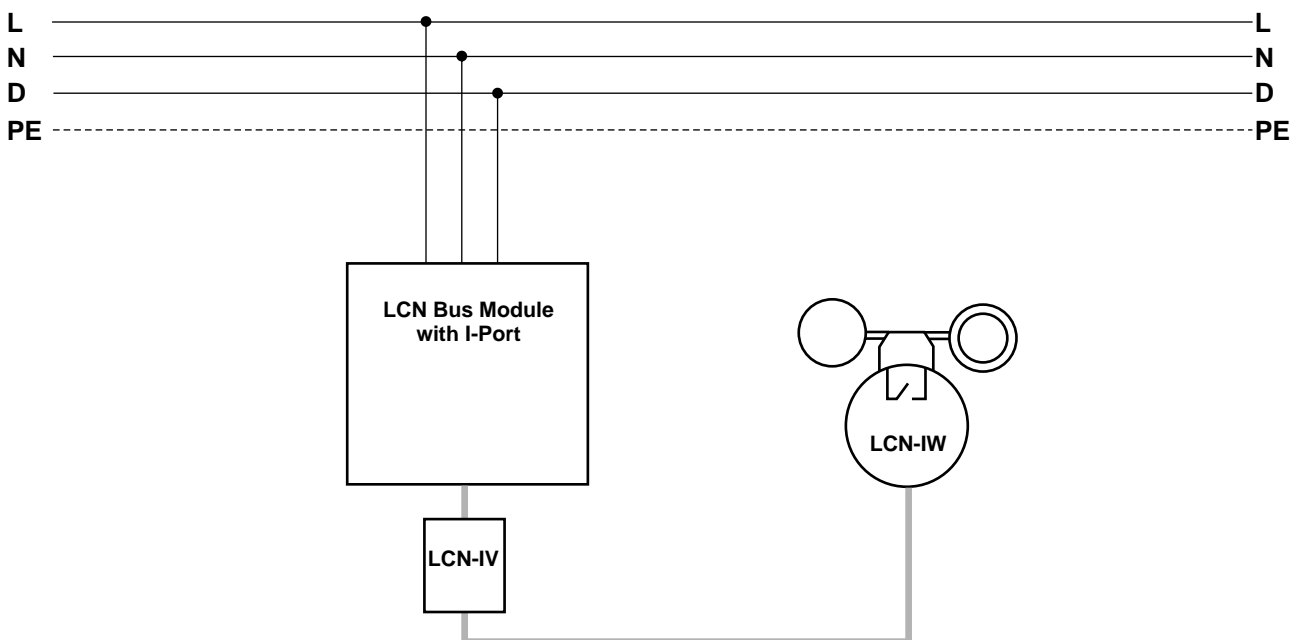 L L
N N
D D
PE PE
LCN Bus Module
with I-Port
LCN-IW
LCN-IV